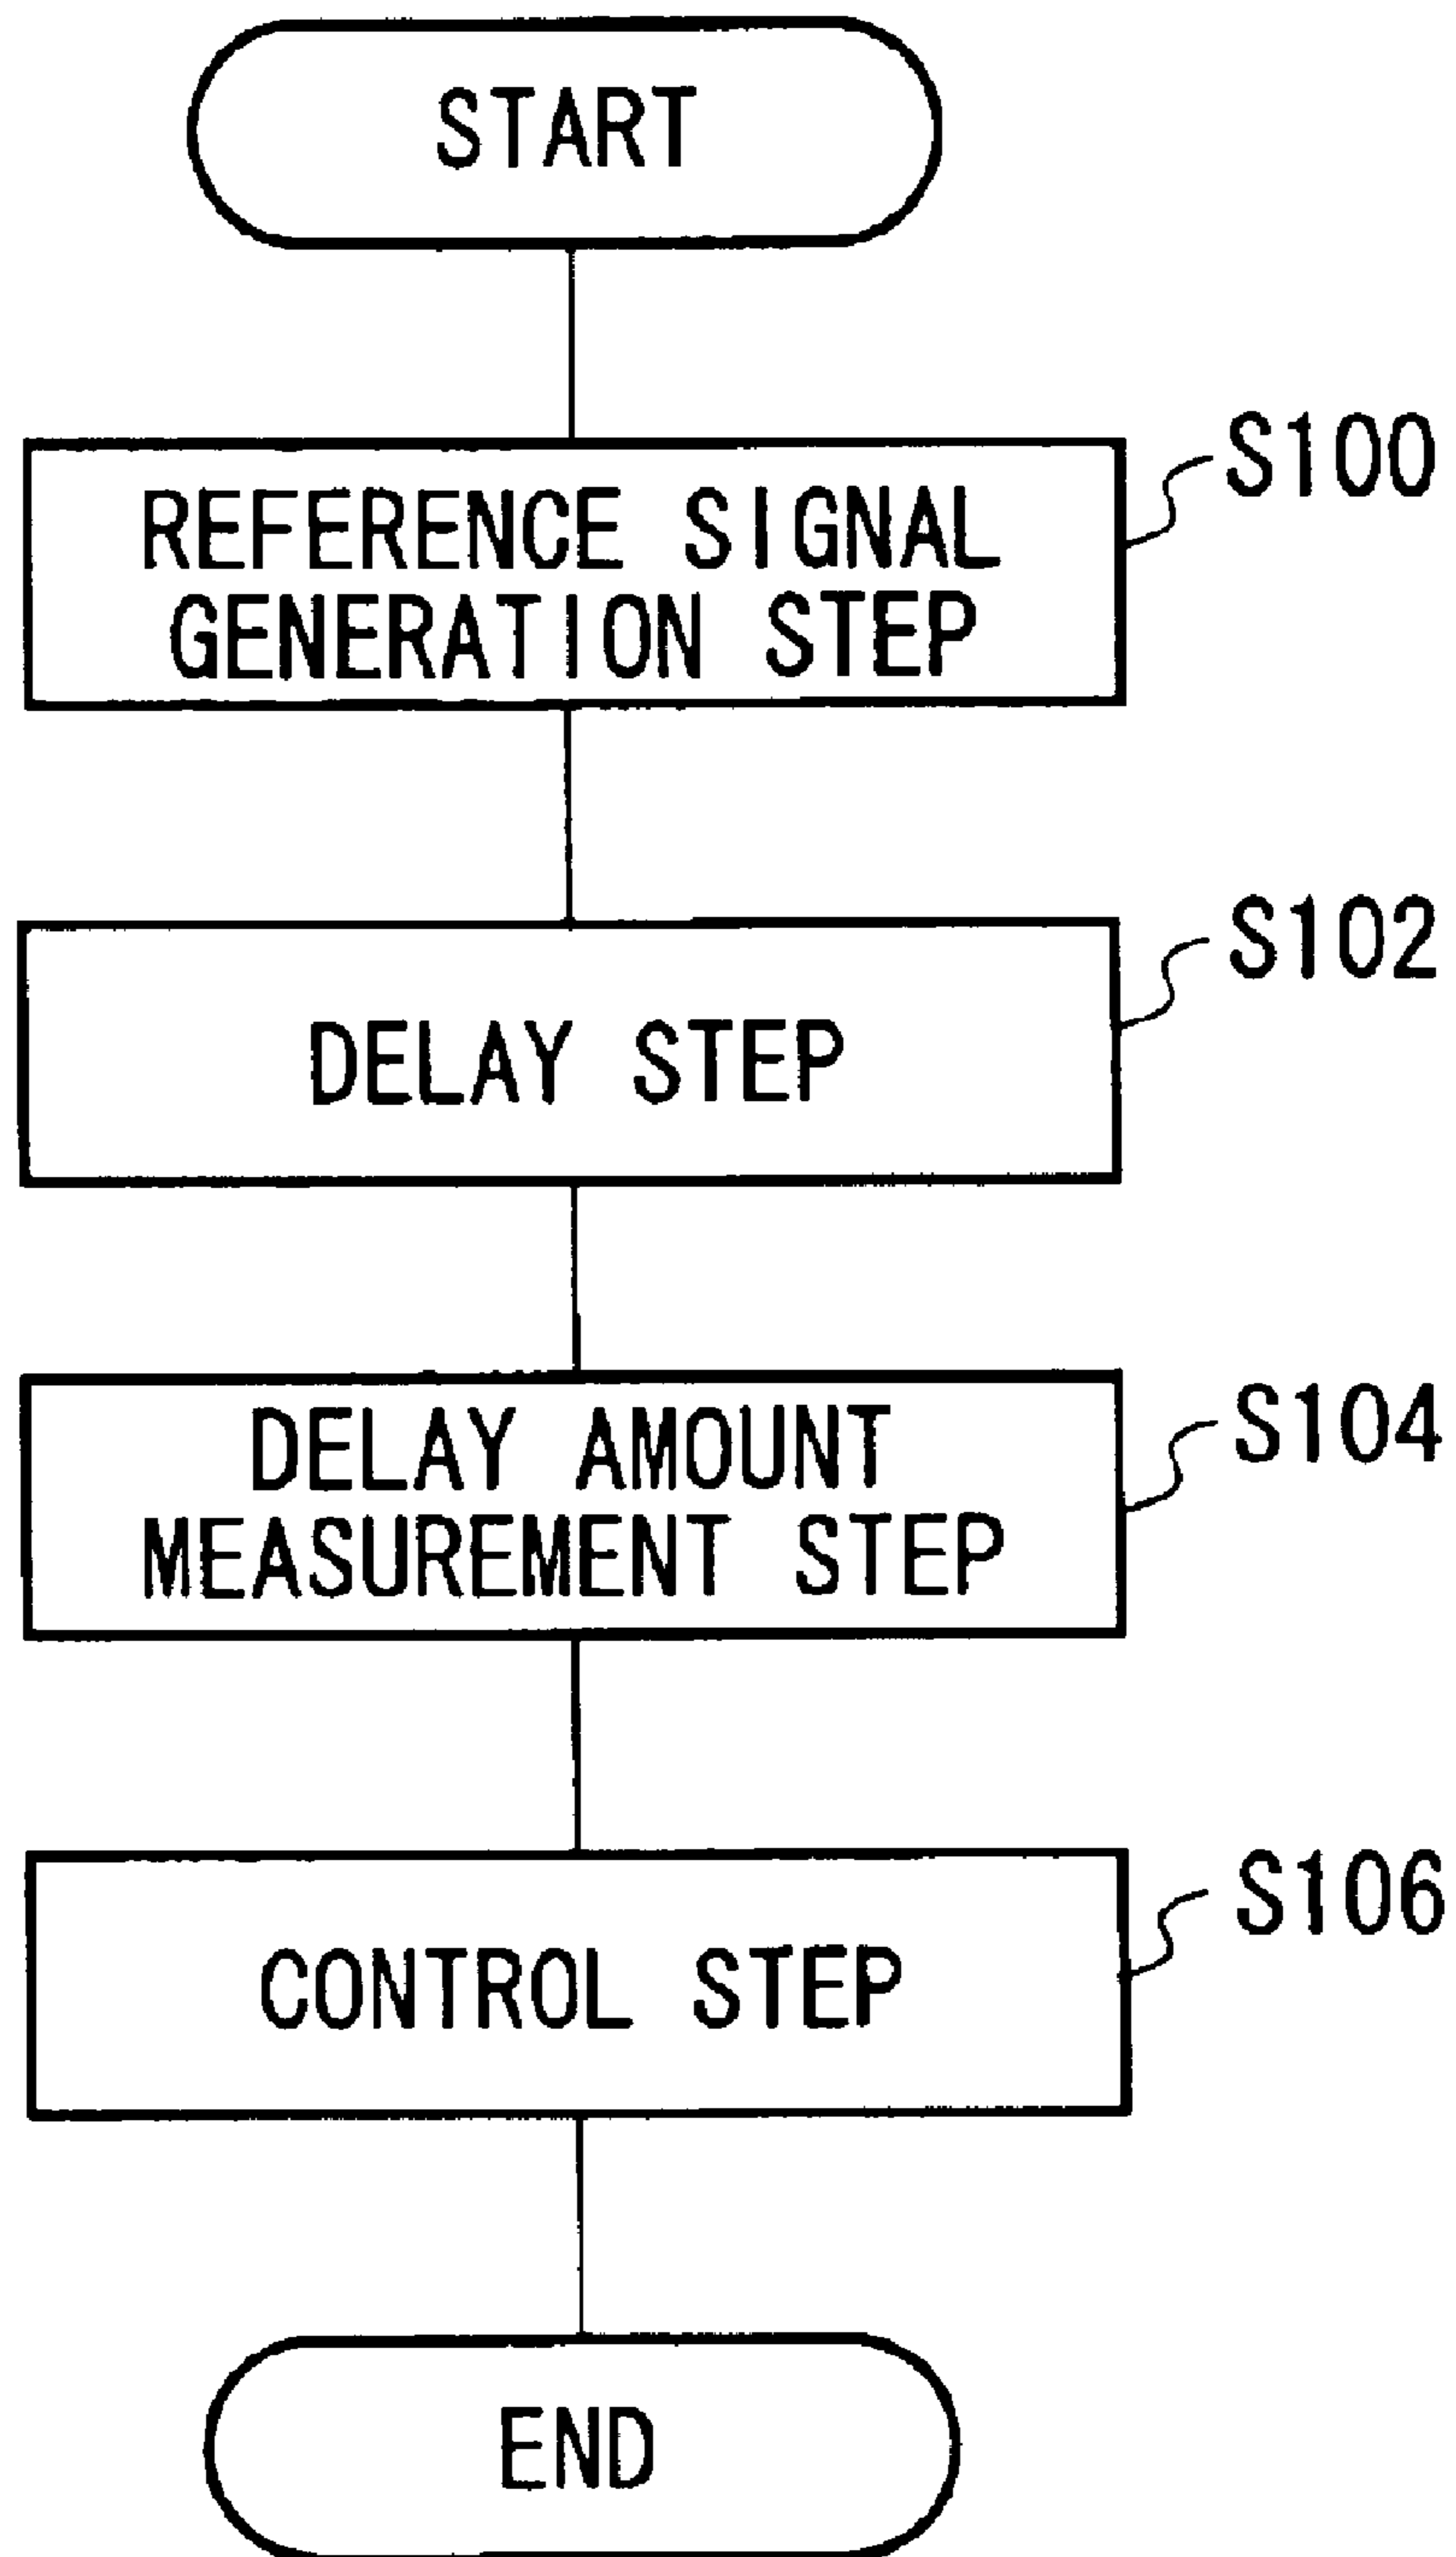 START
S100
REFERENCE SIGNAL
GENERATION STEP
S102
DELAY STEP
S104
DELAY AMOUNT
MEASUREMENT STEP
S106
CONTROL STEP
END